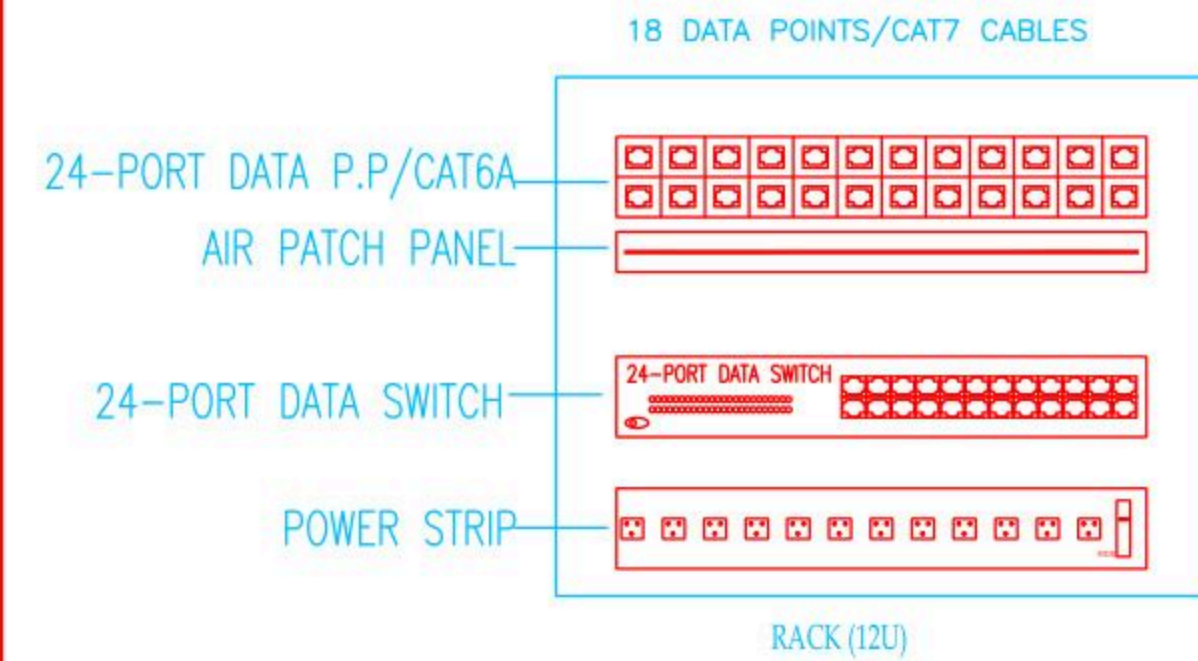 18 DATA POINTS/CAT7 CABLES
24-PORT DATA P.P/CAT6A
AIR PATCH PANEL
24-PORT DATA SWITCH
24-PORT DATA SWITCH
POWER STRIP
RACK (12U)